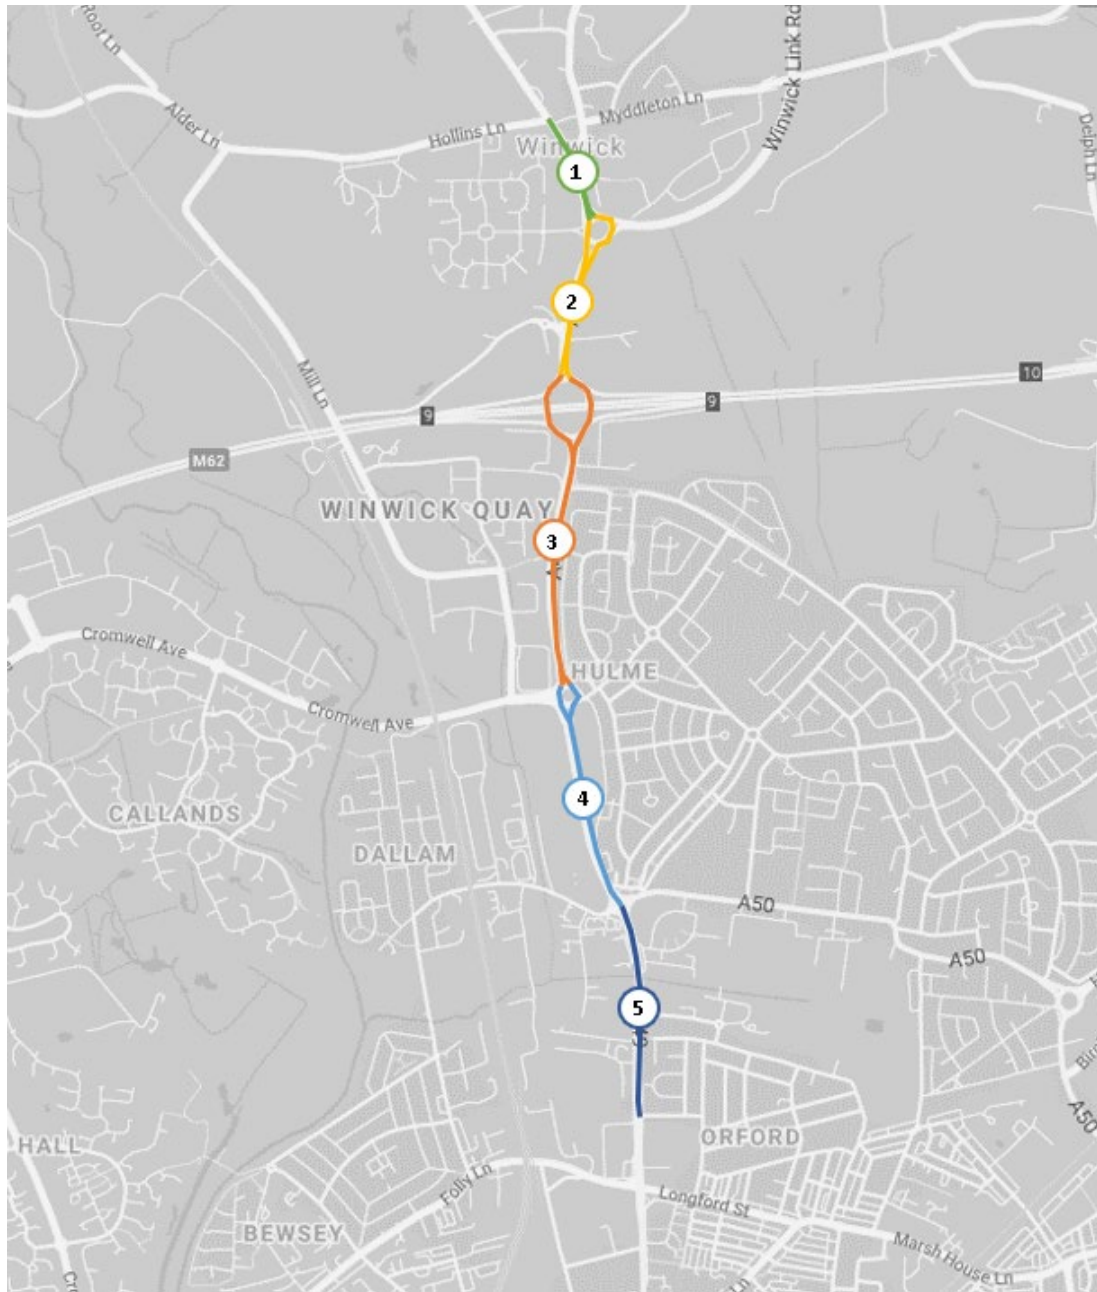 Winwick Link Rd
Alder Ln
Hollins Ln
Myddleton Ln
Winwick
Delph Ln
1
2
10
9
9
M62
Mill Ln
WINWICK QUAY
3
Cromwell Ave
HULME
Cromwell Ave
4
CALLANDS
DALLAM
A50
A50
5
A50
ORFORD
HALL
Folly Ln
Longford St
BEWSEY
Marsh House Ln
Ln